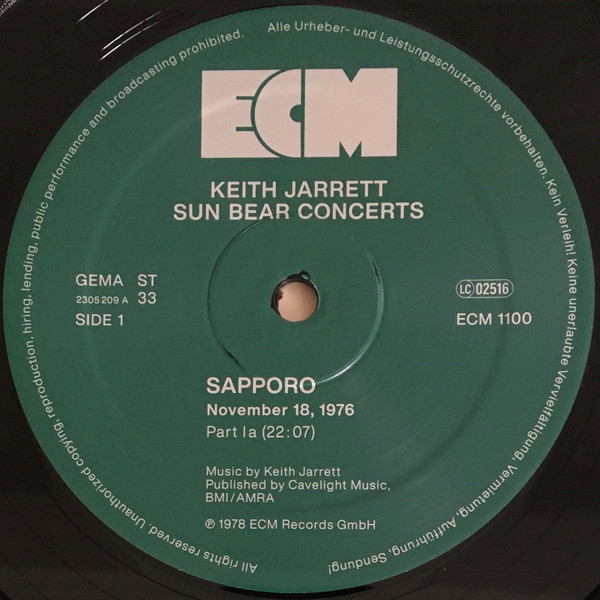 Alle Urheber- und Leistungsschutzrechte vorbehalten. Kein Verleih! Keine unerlaubte Vervielfältigung, Vermietung, Aufführung, Sendung!
ECM
KEITH JARRETT
SUN BEAR CONCERTS
GEMA ST
2305 209 A 33
SIDE 1
LC 02516
ECM 1100
SAPPORO
November 18, 1976
Part Ia (22:07)
Music by Keith Jarrett
Published by Cavelight Music,
BMI/AMRA
℗ 1978 ECM Records GmbH
All rights reserved. Unauthorized copying, reproduction, hiring, lending, public performance and broadcasting prohibited.